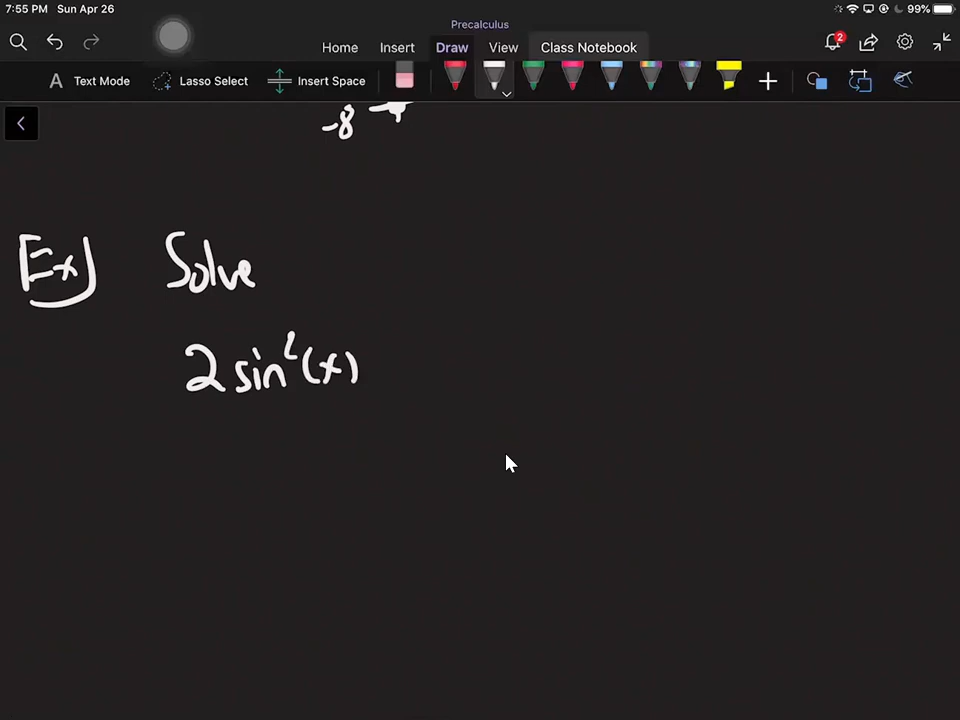 7:55 PM Sun Apr 26 99%
Precalculus
Home Insert Draw View Class Notebook 2
A Text Mode Lasso Select Insert Space
-8
Ex) Solve
2 sin²(x)